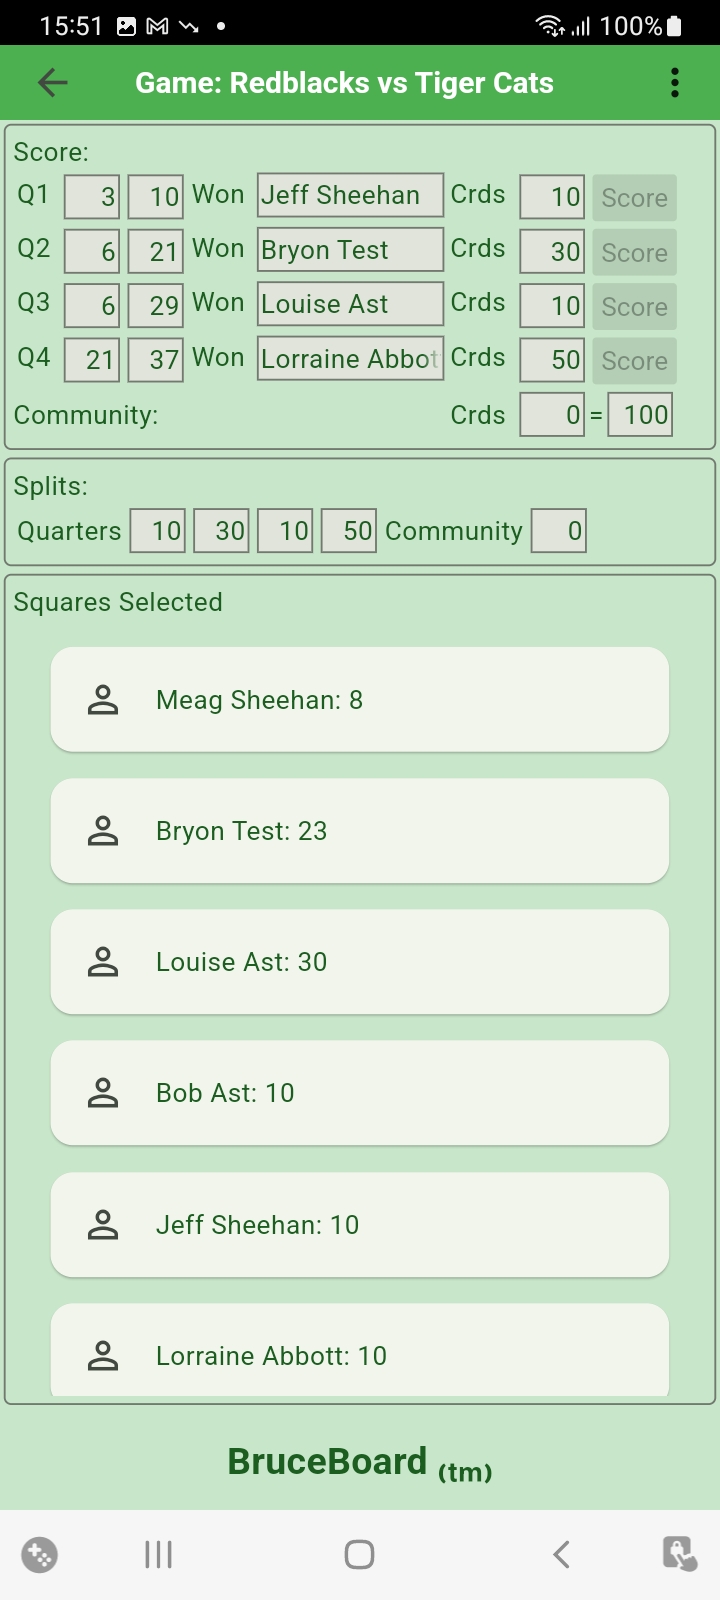 15:51 100%
Game: Redblacks vs Tiger Cats
Score:
Q1 3 10 Won Jeff Sheehan Crds 10 Score
Q2 6 21 Won Bryon Test Crds 30 Score
Q3 6 29 Won Louise Ast Crds 10 Score
Q4 21 37 Won Lorraine Abbot Crds 50 Score
Community: Crds 0 = 100
Splits:
Quarters 10 30 10 50 Community 0
Squares Selected
Meag Sheehan: 8
Bryon Test: 23
Louise Ast: 30
Bob Ast: 10
Jeff Sheehan: 10
Lorraine Abbott: 10
BruceBoard (tm)